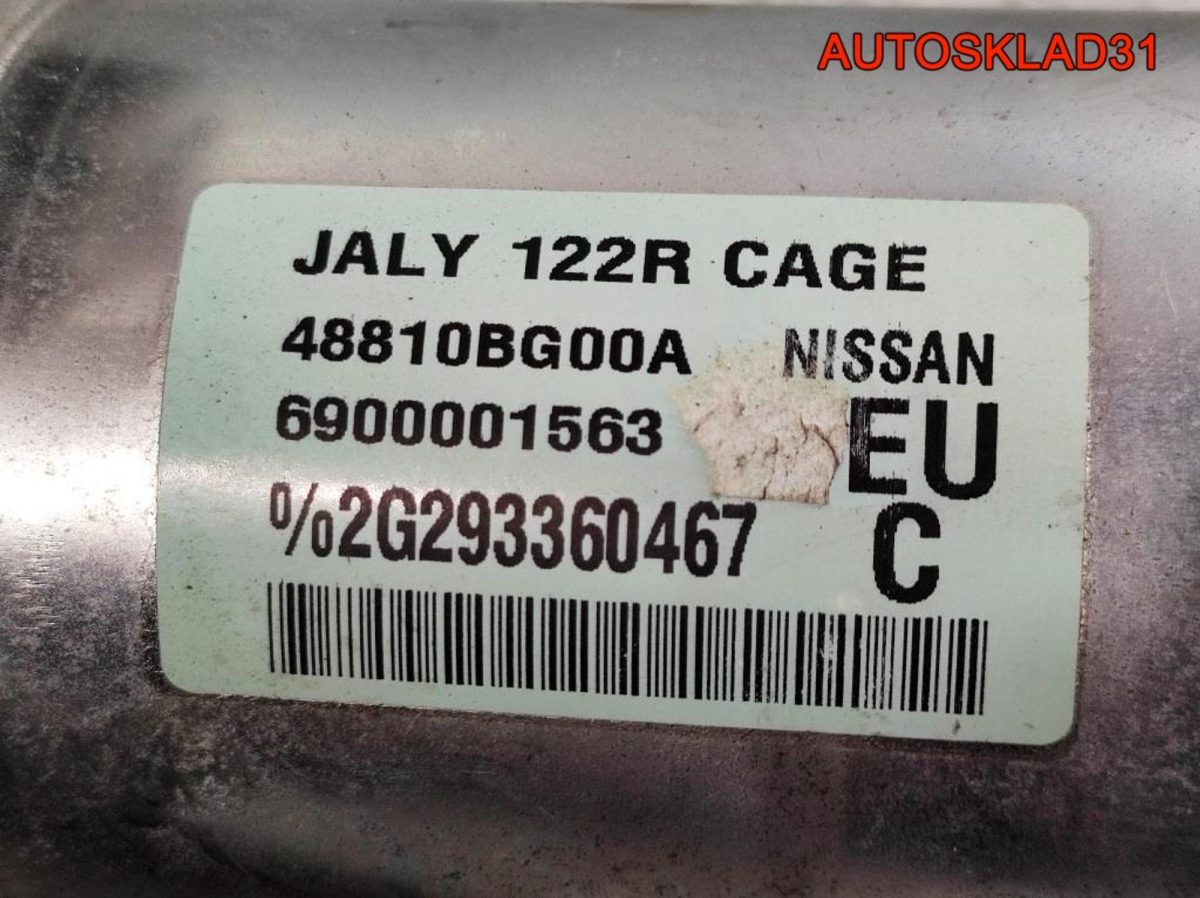 AUTOSKLAD31
JALY 122R CAGE
48810BG00A NISSAN
6900001563 EU
%2G293360467 C